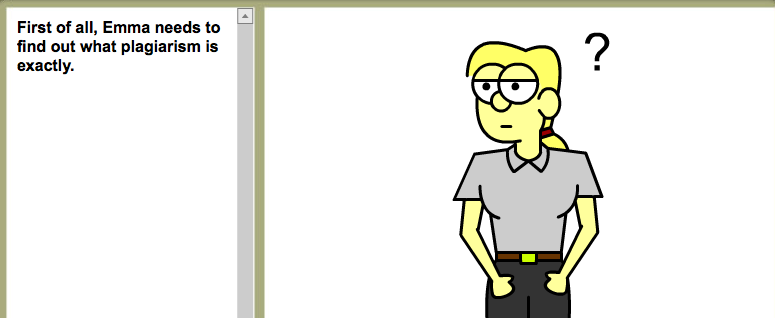 First of all, Emma needs to
find out what plagiarism is
exactly.
?